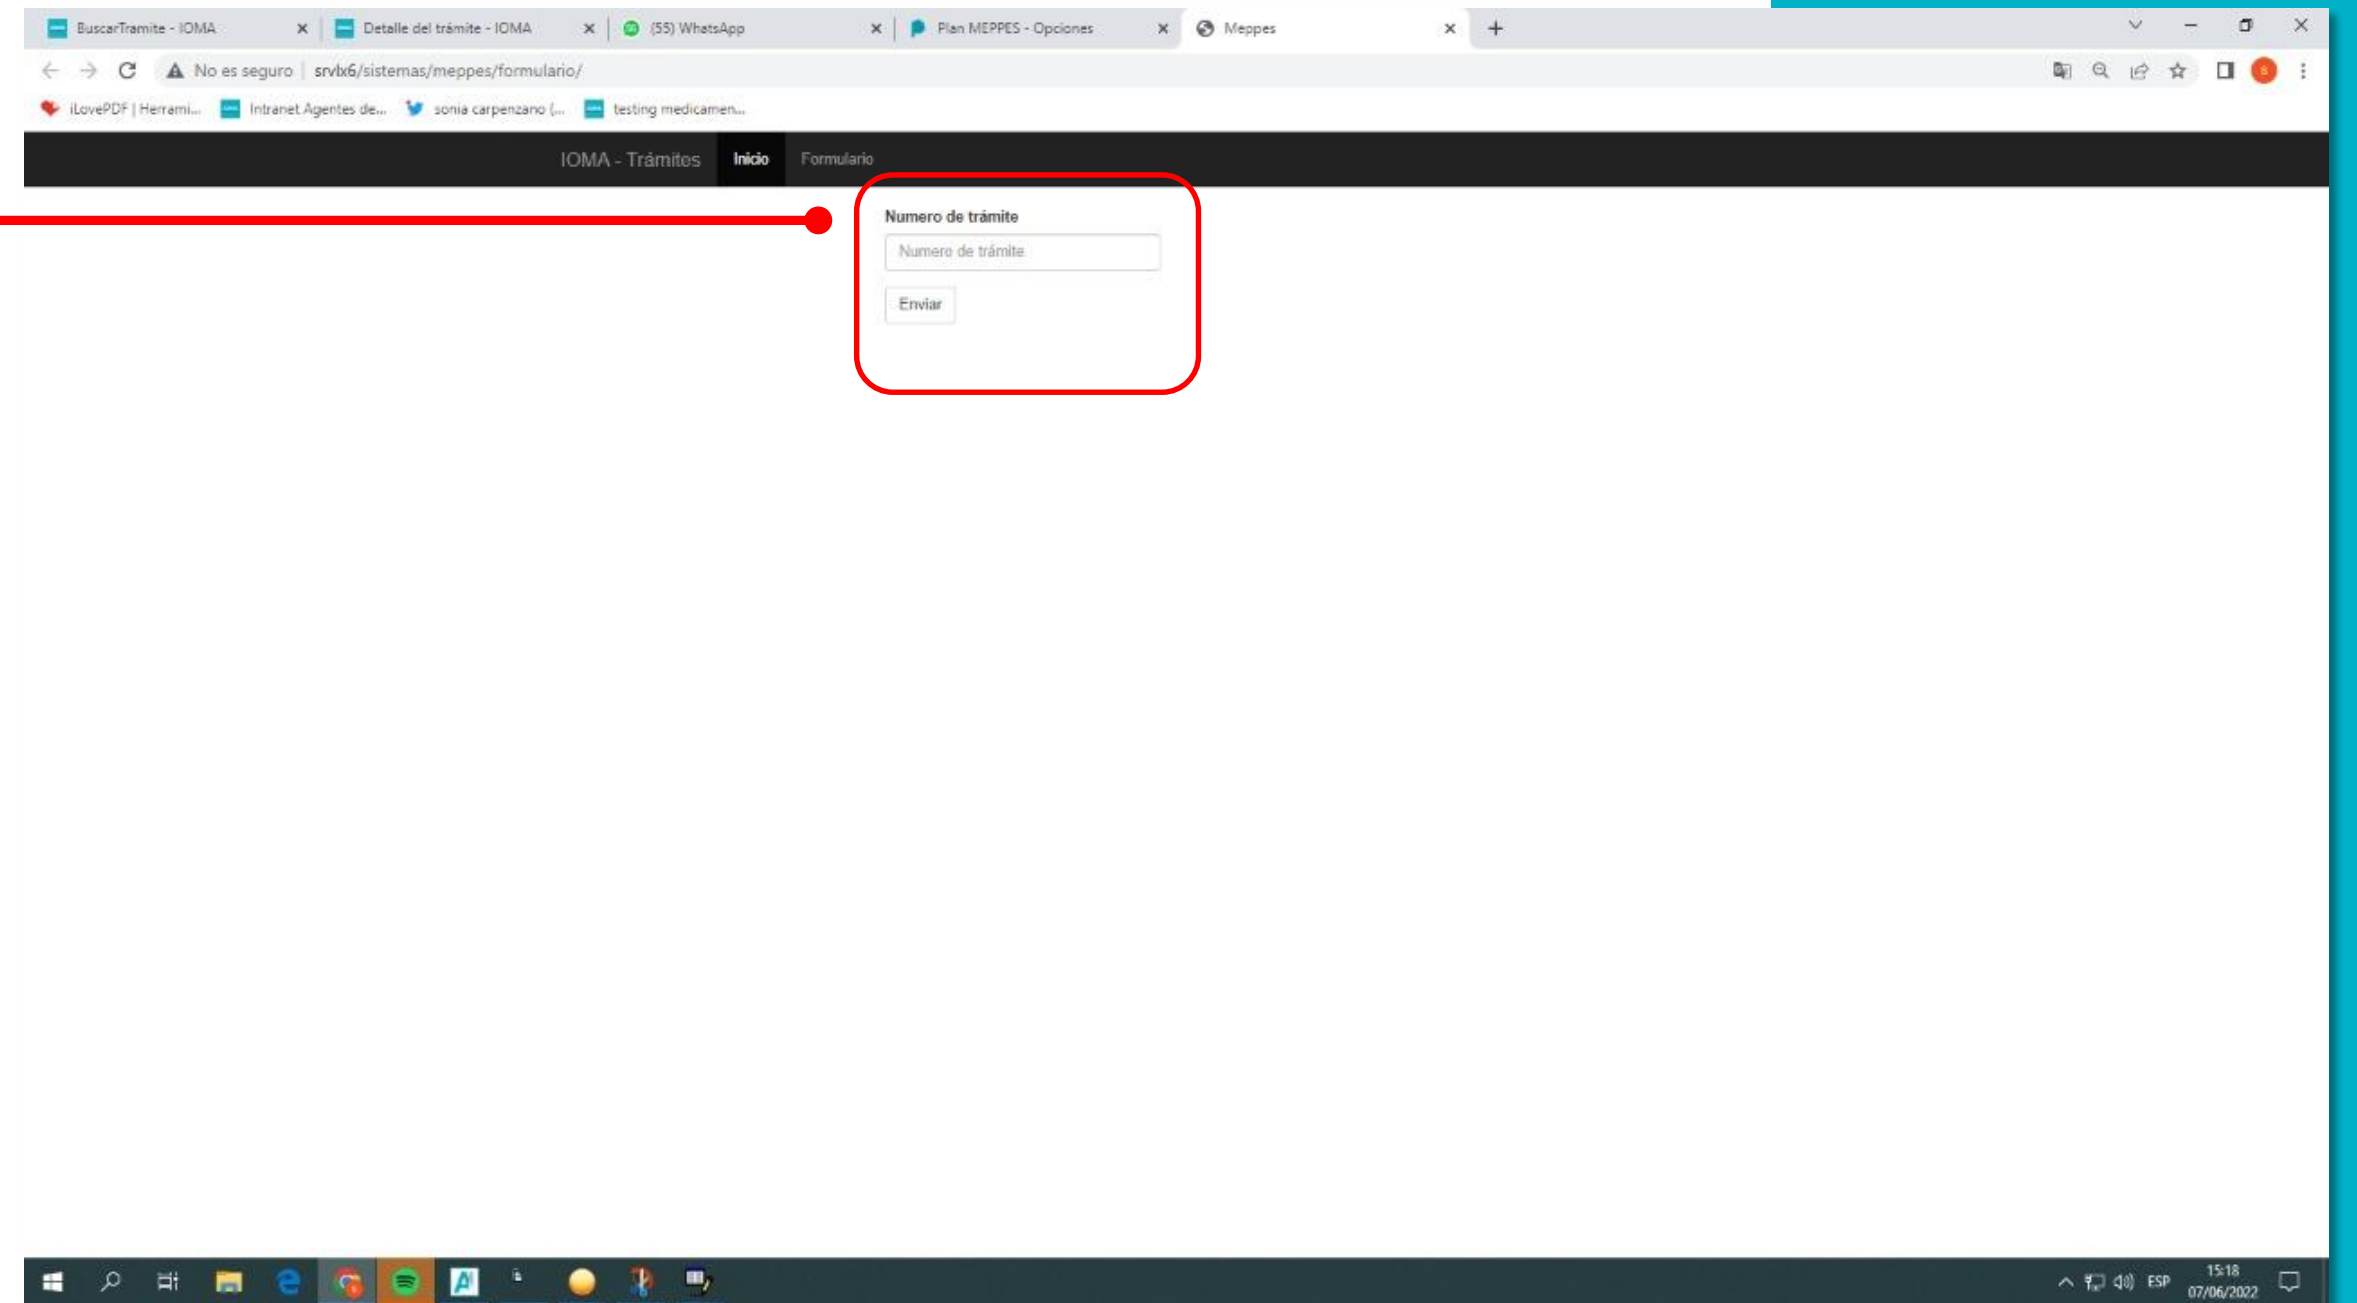 BuscarTramite - IOMA
Detalle del trámite - IOMA
(55) WhatsApp
Plan MEPPES - Opciones
Meppes
No es seguro
srvlx6/sistemas/meppes/formulario/
iLovePDF | Herrami...
Intranet Agentes de...
sonia carpenzano (...
testing medicamen...
IOMA - Trámites
Inicio
Formulario
Numero de trámite
Numero de trámite
Enviar
ESP
15:18
07/06/2022